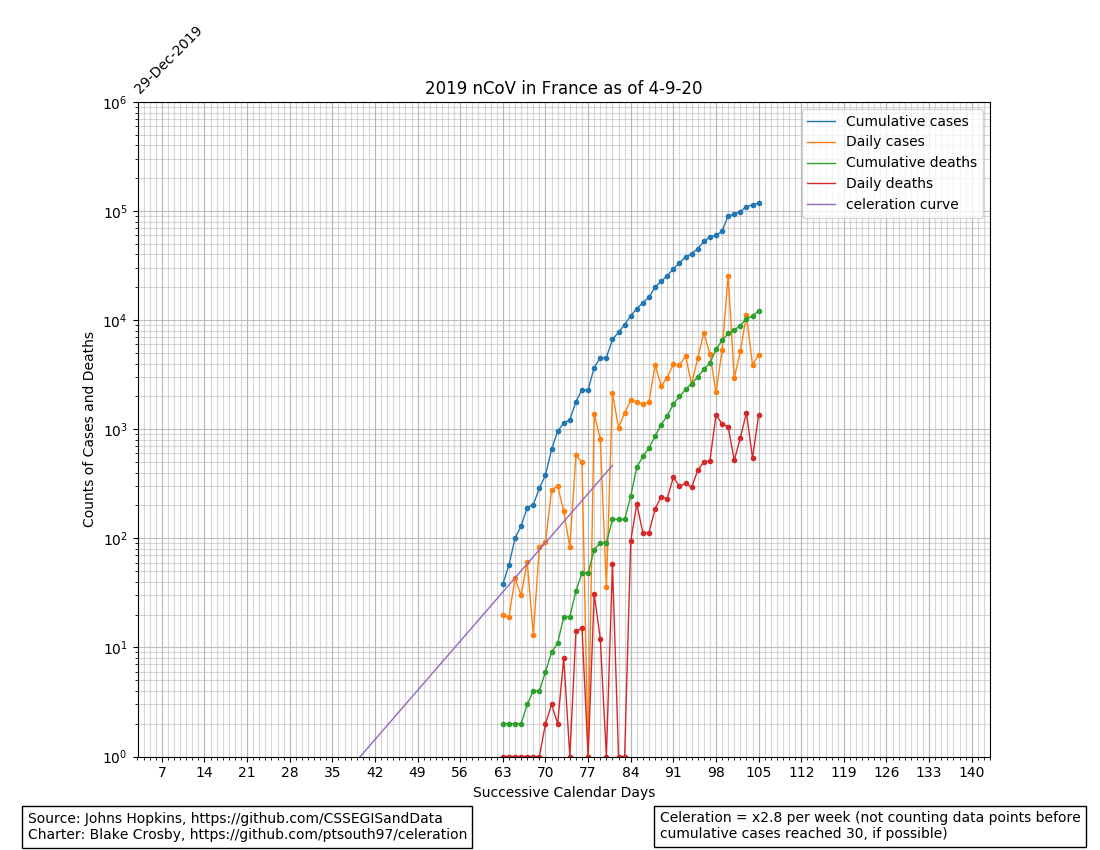 29-Dec-2019
2019 nCoV in France as of 4-9-20
Cumulative cases
Daily cases
Cumulative deaths
Daily deaths
celeration curve
Counts of Cases and Deaths
10^6
10^5
10^4
10^3
10^2
10^1
10^0
7 14 21 28 35 42 49 56 63 70 77 84 91 98 105 112 119 126 133 140
Successive Calendar Days
Source: Johns Hopkins, https://github.com/CSSEGISandData
Charter: Blake Crosby, https://github.com/ptsouth97/celeration
Celeration = x2.8 per week (not counting data points before
cumulative cases reached 30, if possible)